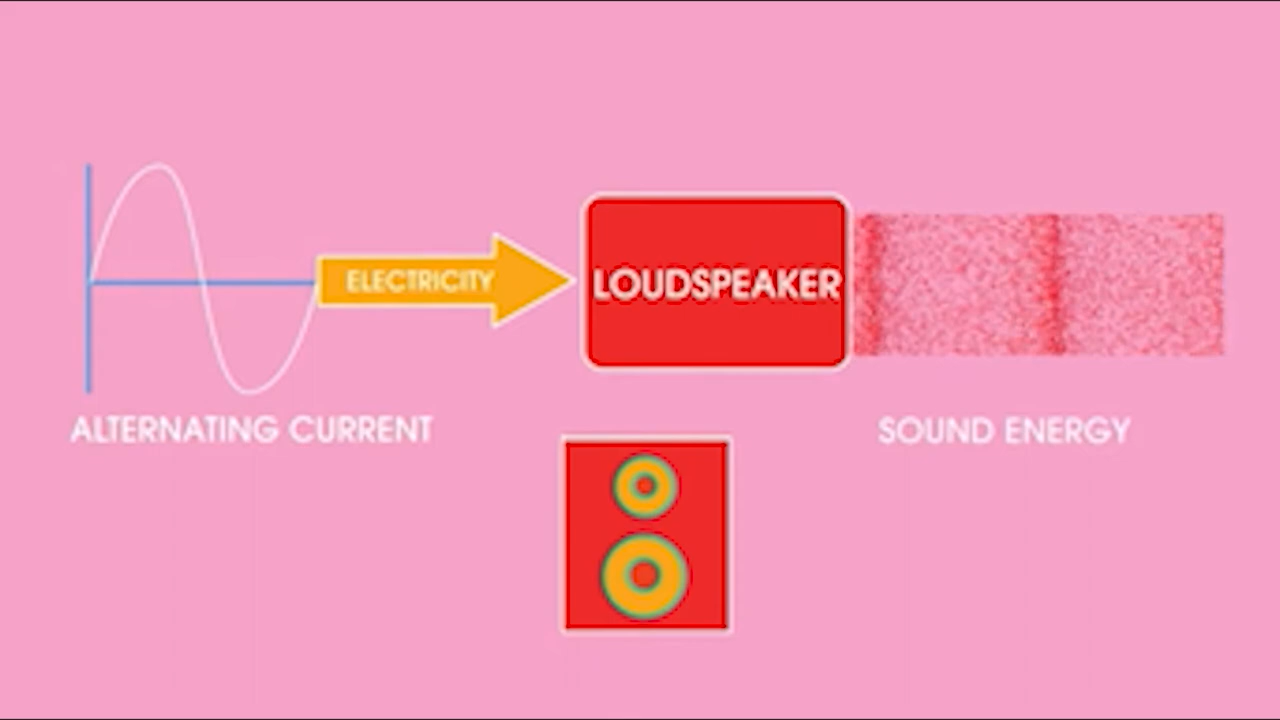 ELECTRICITY
LOUDSPEAKER
ALTERNATING CURRENT
SOUND ENERGY